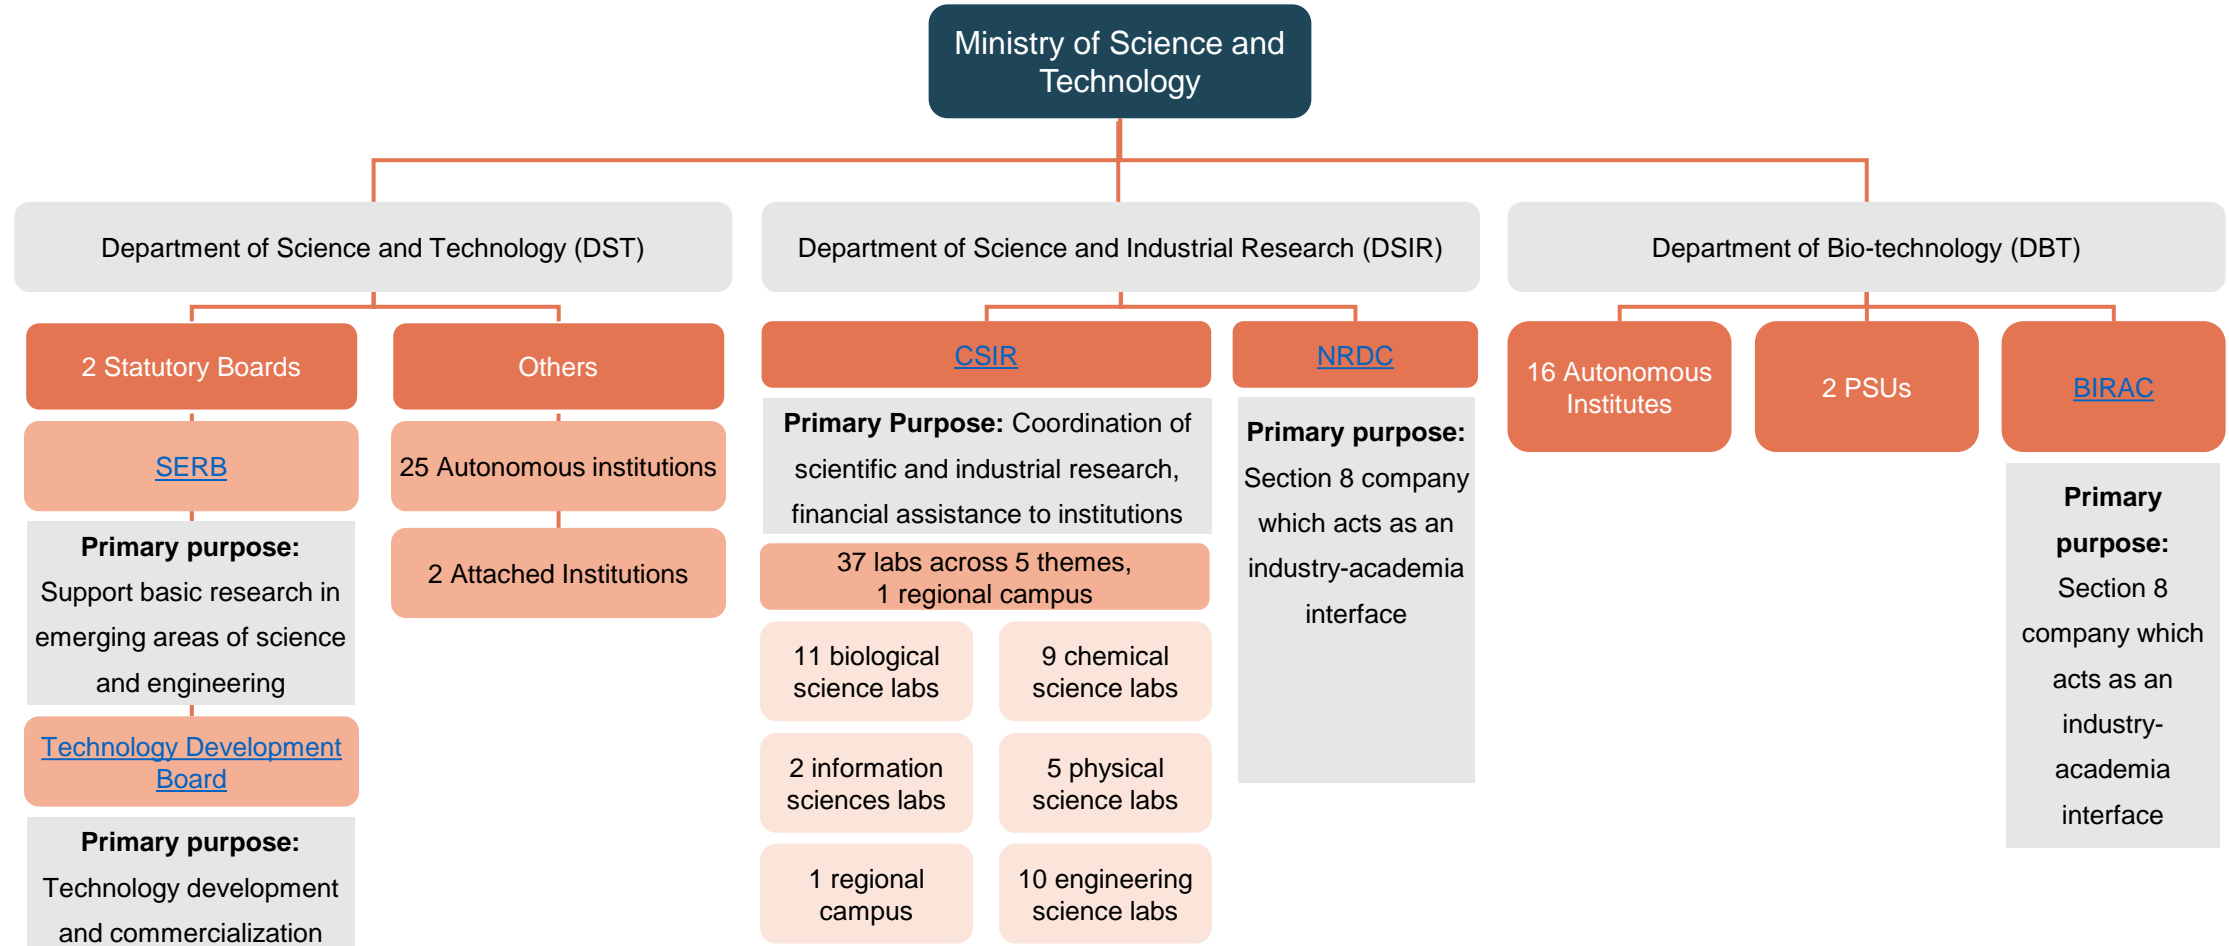 Ministry of Science and
Technology
Department of Science and Technology (DST)
2 Statutory Boards
SERB
Primary purpose:
Support basic research in
emerging areas of science
and engineering
Technology Development
Board
Primary purpose:
Technology development
and commercialization
Others
25 Autonomous institutions
2 Attached Institutions
Department of Science and Industrial Research (DSIR)
CSIR
Primary Purpose: Coordination of
scientific and industrial research,
financial assistance to institutions
37 labs across 5 themes,
1 regional campus
11 biological
science labs
9 chemical
science labs
2 information
sciences labs
5 physical
science labs
1 regional
campus
10 engineering
science labs
NRDC
Primary purpose:
Section 8 company
which acts as an
industry-academia
interface
Department of Bio-technology (DBT)
16 Autonomous
Institutes
2 PSUs
BIRAC
Primary
purpose:
Section 8
company which
acts as an
industry-
academia
interface